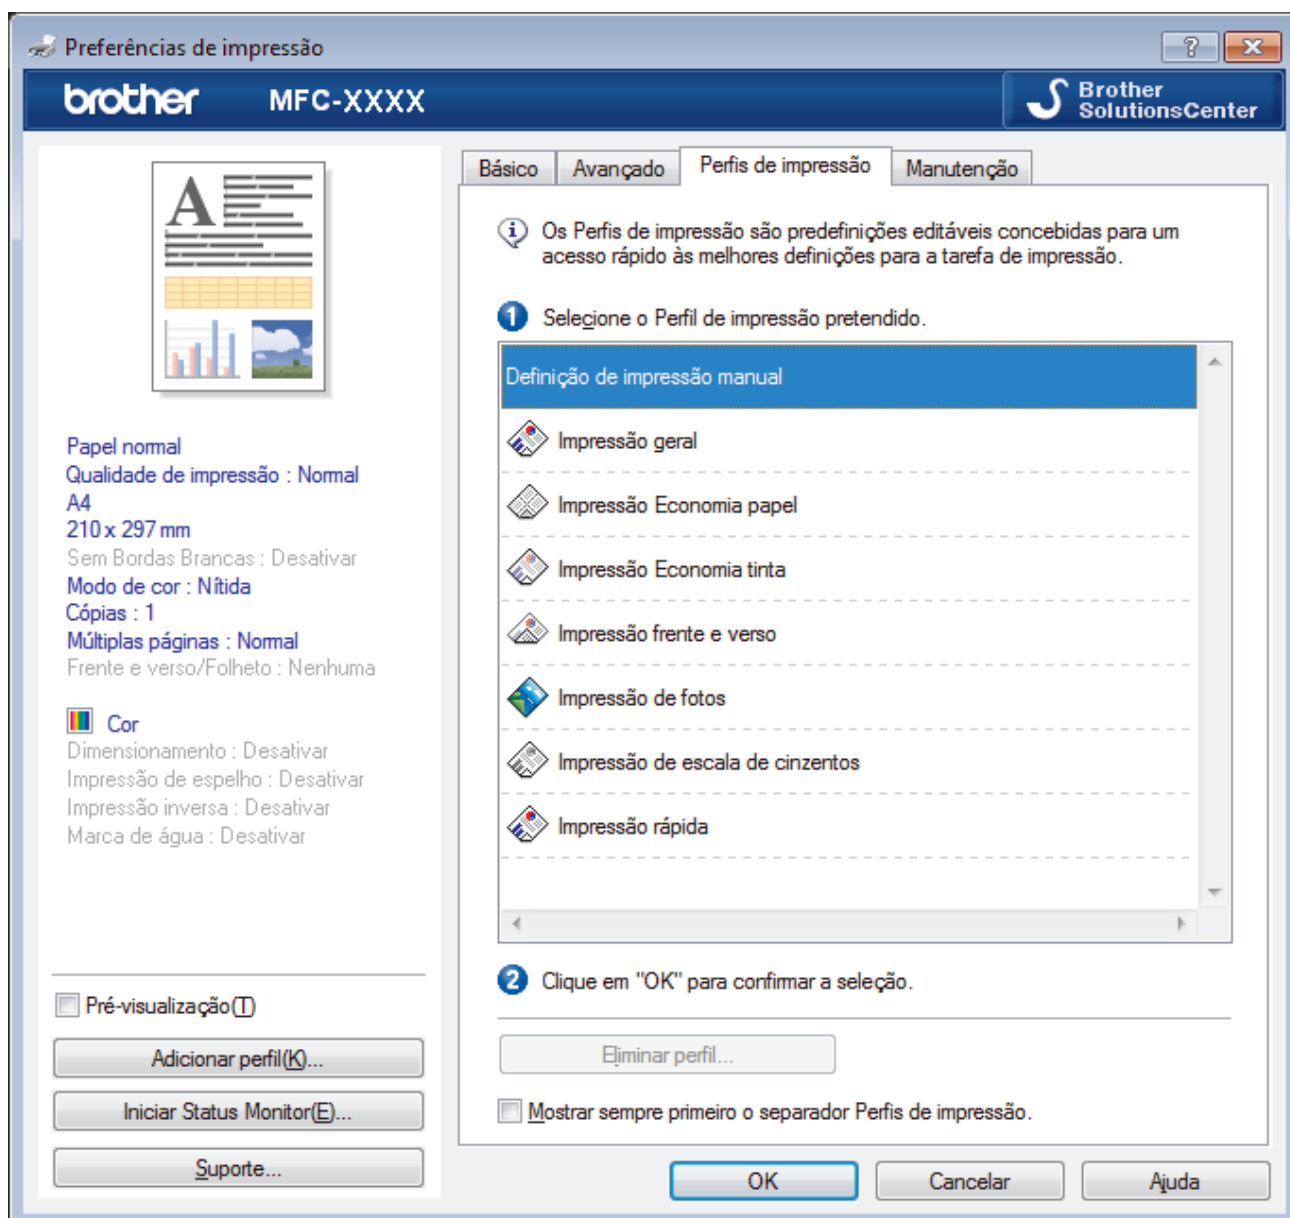 Preferências de impressão
brother MFC-XXXX
Brother
SolutionsCenter
A
Papel normal
Qualidade de impressão : Normal
A4
210 x 297 mm
Sem Bordas Brancas : Desativar
Modo de cor : Nítida
Cópias : 1
Múltiplas páginas : Normal
Frente e verso/Folheto : Nenhuma
Cor
Dimensionamento : Desativar
Impressão de espelho : Desativar
Impressão inversa : Desativar
Marca de água : Desativar
Pré-visualização(T)
Adicionar perfil(K)...
Iniciar Status Monitor(E)...
Suporte...
Básico
Avançado
Perfis de impressão
Manutenção
Os Perfis de impressão são predefinições editáveis concebidas para um
acesso rápido às melhores definições para a tarefa de impressão.
1 Selecione o Perfil de impressão pretendido.
Definição de impressão manual
Impressão geral
Impressão Economia papel
Impressão Economia tinta
Impressão frente e verso
Impressão de fotos
Impressão de escala de cinzentos
Impressão rápida
2 Clique em "OK" para confirmar a seleção.
Eliminar perfil...
Mostrar sempre primeiro o separador Perfis de impressão.
OK
Cancelar
Ajuda